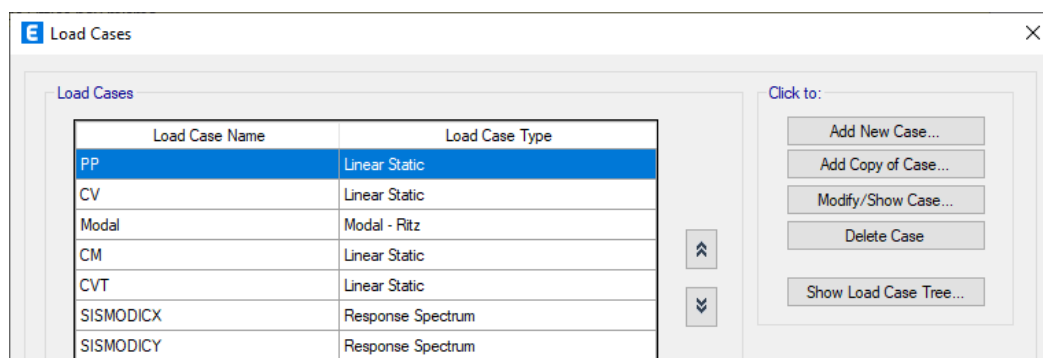 E Load Cases
Load Cases
Load Case Name Load Case Type
PP Linear Static
CV Linear Static
Modal Modal - Ritz
CM Linear Static
CVT Linear Static
SISMODICX Response Spectrum
SISMODICY Response Spectrum
Click to:
Add New Case...
Add Copy of Case...
Modify/Show Case...
Delete Case
Show Load Case Tree...